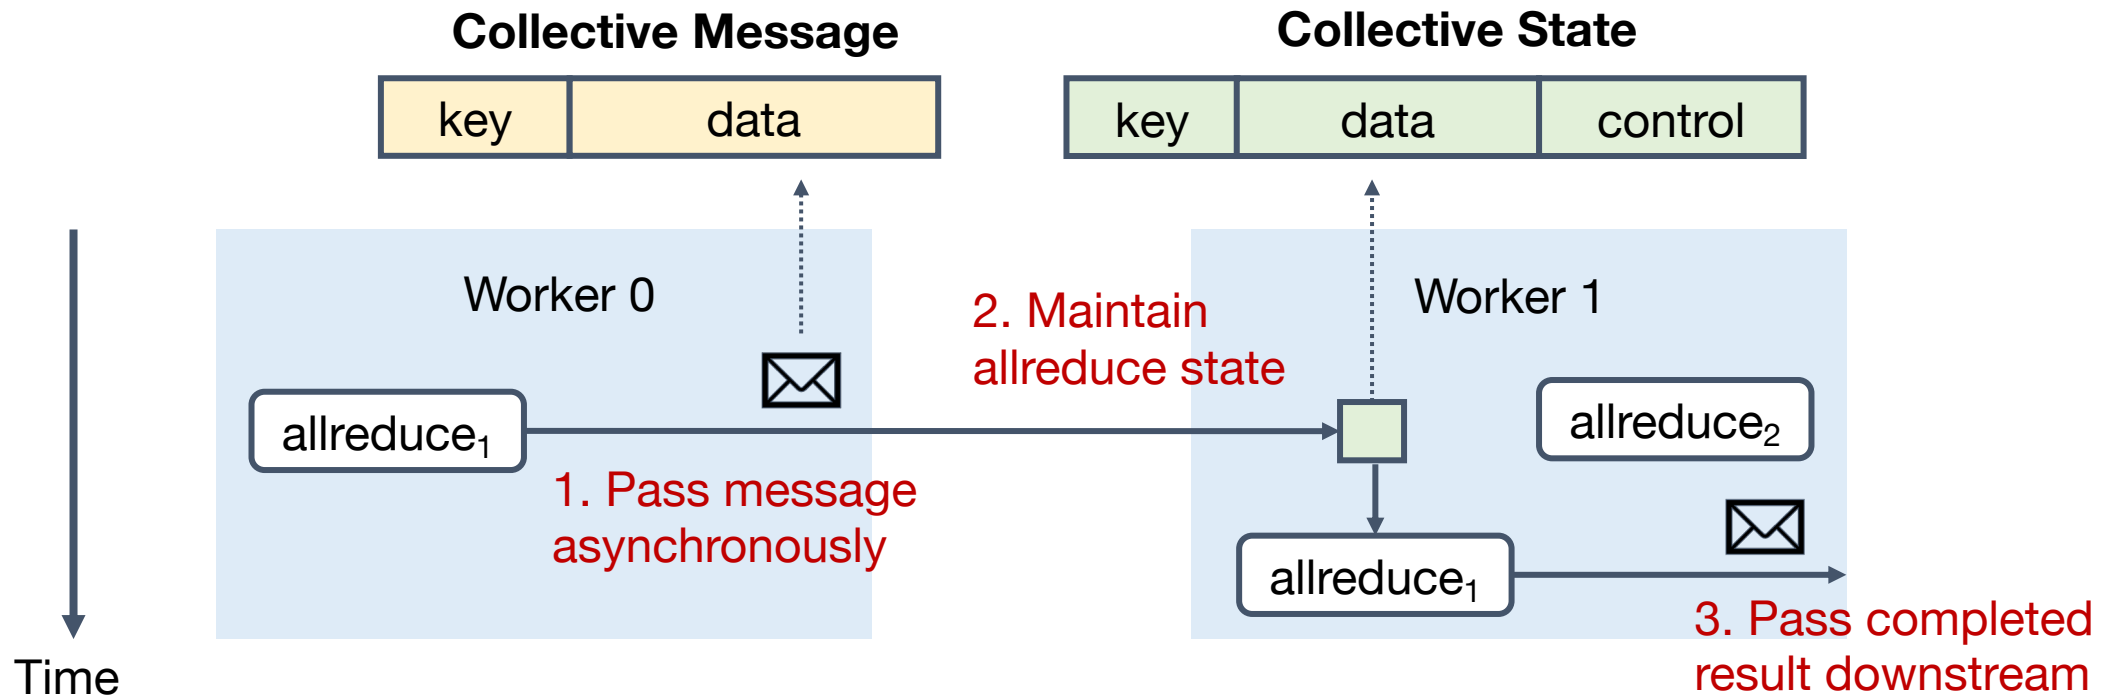 Collective Message
Collective State
key data
key data control
Worker 0
Worker 1
2. Maintain
allreduce state
allreduce₁
allreduce₂
1. Pass message
asynchronously
allreduce₁
3. Pass completed
result downstream
Time